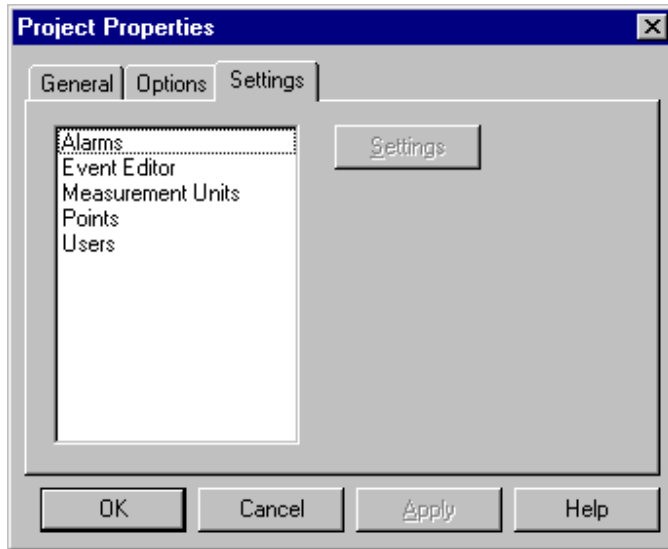 Project Properties
General Options Settings
Alarms
Settings
Event Editor
Measurement Units
Points
Users
OK Cancel Apply Help